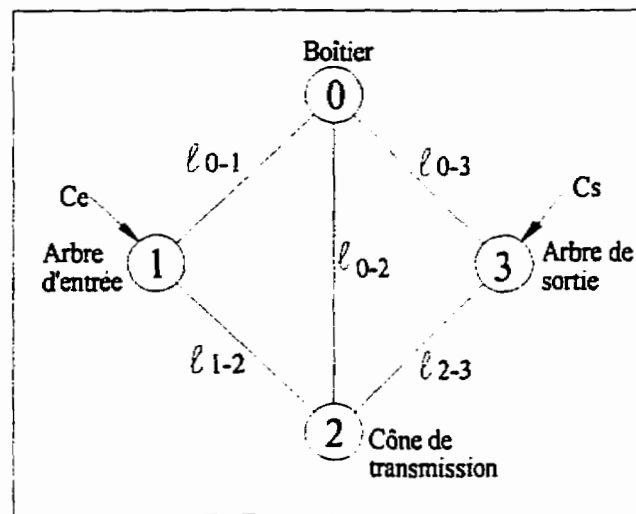 Boîtier
0
ℓ 0-1
ℓ 0-3
Ce
Cs
Arbre
d'entrée
1
ℓ 0-2
3
Arbre de
sortie
ℓ 1-2
ℓ 2-3
2
Cône de
transmission